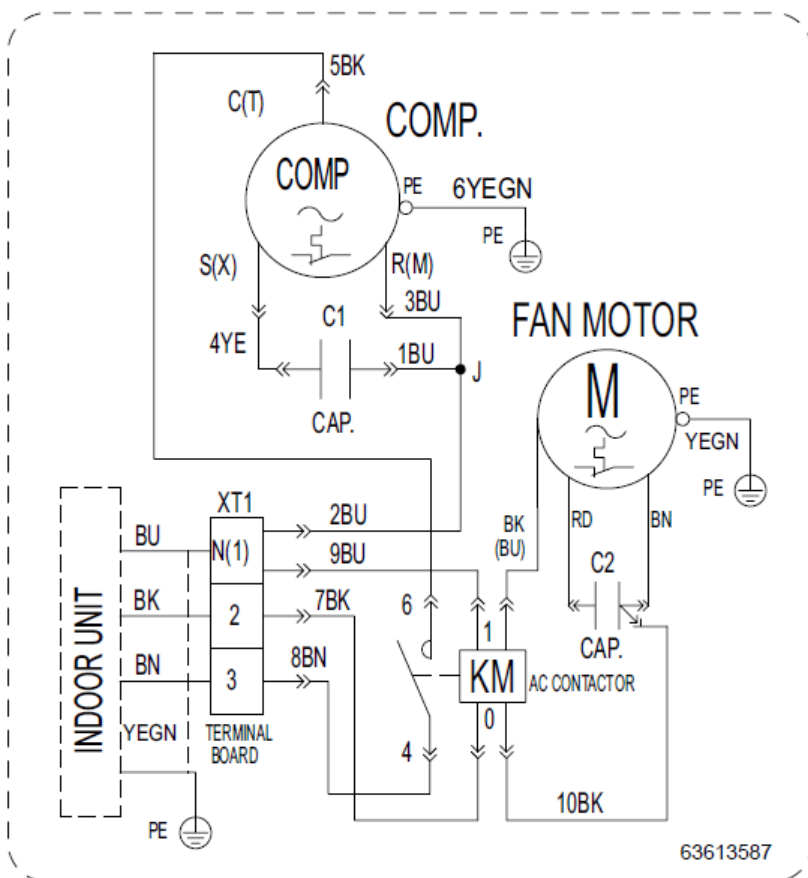 5BK
C(T)
COMP.
COMP
PE
6YEGN
PE
S(X)
R(M)
3BU
C1
4YE
1BU
J
CAP.
FAN MOTOR
M
PE
YEGN
PE
RD
BN
BK
(BU)
C2
CAP.
XT1
BU
N(1)
2BU
9BU
BK
2
7BK
BN
3
8BN
INDOOR UNIT
YEGN
TERMINAL
BOARD
PE
6
1
KM
AC CONTACTOR
0
4
10BK
63613587